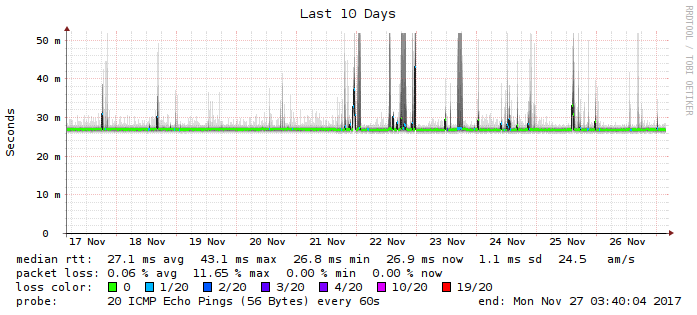 Last 10 Days
RRDTOOL / TOBI OETIKER
Seconds
50 m
40 m
30 m
20 m
10 m
0
17 Nov 18 Nov 19 Nov 20 Nov 21 Nov 22 Nov 23 Nov 24 Nov 25 Nov 26 Nov
median rtt: 27.1 ms avg 43.1 ms max 26.8 ms min 26.9 ms now 1.1 ms sd 24.5 am/s
packet loss: 0.06 % avg 11.65 % max 0.00 % min 0.00 % now
loss color: 0 1/20 2/20 3/20 4/20 10/20 19/20
probe: 20 ICMP Echo Pings (56 Bytes) every 60s end: Mon Nov 27 03:40:04 2017